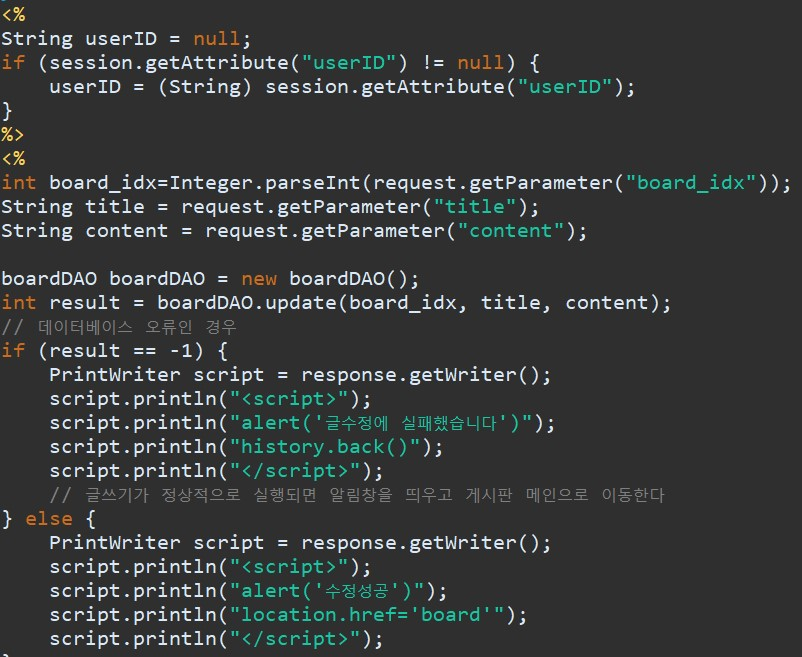 <%
String userID = null;
if (session.getAttribute("userID") != null) {
    userID = (String) session.getAttribute("userID");
}
%>
<%
int board_idx=Integer.parseInt(request.getParameter("board_idx"));
String title = request.getParameter("title");
String content = request.getParameter("content");

boardDAO boardDAO = new boardDAO();
int result = boardDAO.update(board_idx, title, content);
// 데이터베이스 오류인 경우
if (result == -1) {
    PrintWriter script = response.getWriter();
    script.println("<script>");
    script.println("alert('글수정에 실패했습니다')");
    script.println("history.back()");
    script.println("</script>");
    // 글쓰기가 정상적으로 실행되면 알림창을 띄우고 게시판 메인으로 이동한다
} else {
    PrintWriter script = response.getWriter();
    script.println("<script>");
    script.println("alert('수정성공')");
    script.println("location.href='board'");
    script.println("</script>");